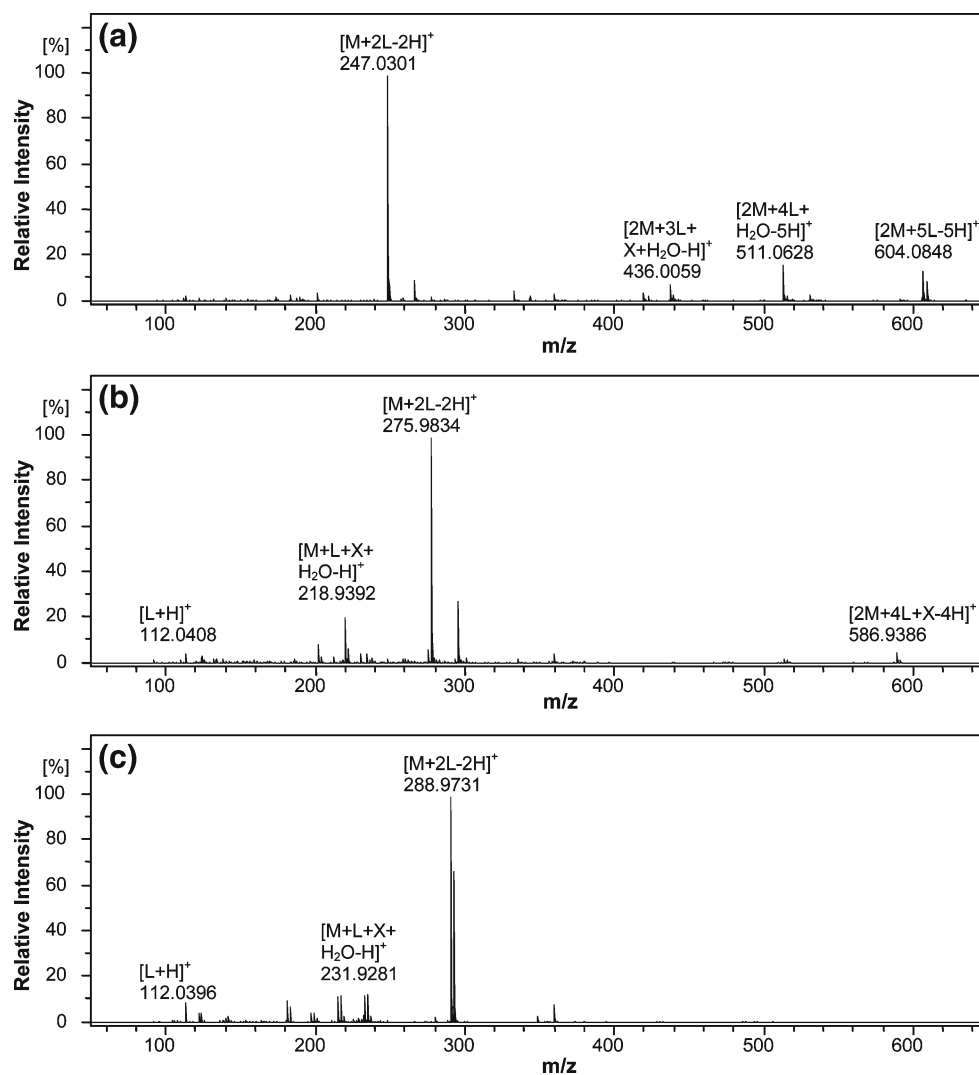 (a)
[%]
100
80
60
40
20
0
Relative Intensity
[M+2L-2H]⁺
247.0301
[2M+3L+
X+H₂O-H]⁺
436.0059
[2M+4L+
H₂O-5H]⁺
511.0628
[2M+5L-5H]⁺
604.0848
100 200 300 400 500 600
m/z
(b)
[%]
100
80
60
40
20
0
Relative Intensity
[M+2L-2H]⁺
275.9834
[M+L+X+
H₂O-H]⁺
218.9392
[L+H]⁺
112.0408
[2M+4L+X-4H]⁺
586.9386
100 200 300 400 500 600
m/z
(c)
[%]
100
80
60
40
20
0
Relative Intensity
[M+2L-2H]⁺
288.9731
[M+L+X+
H₂O-H]⁺
231.9281
[L+H]⁺
112.0396
100 200 300 400 500 600
m/z